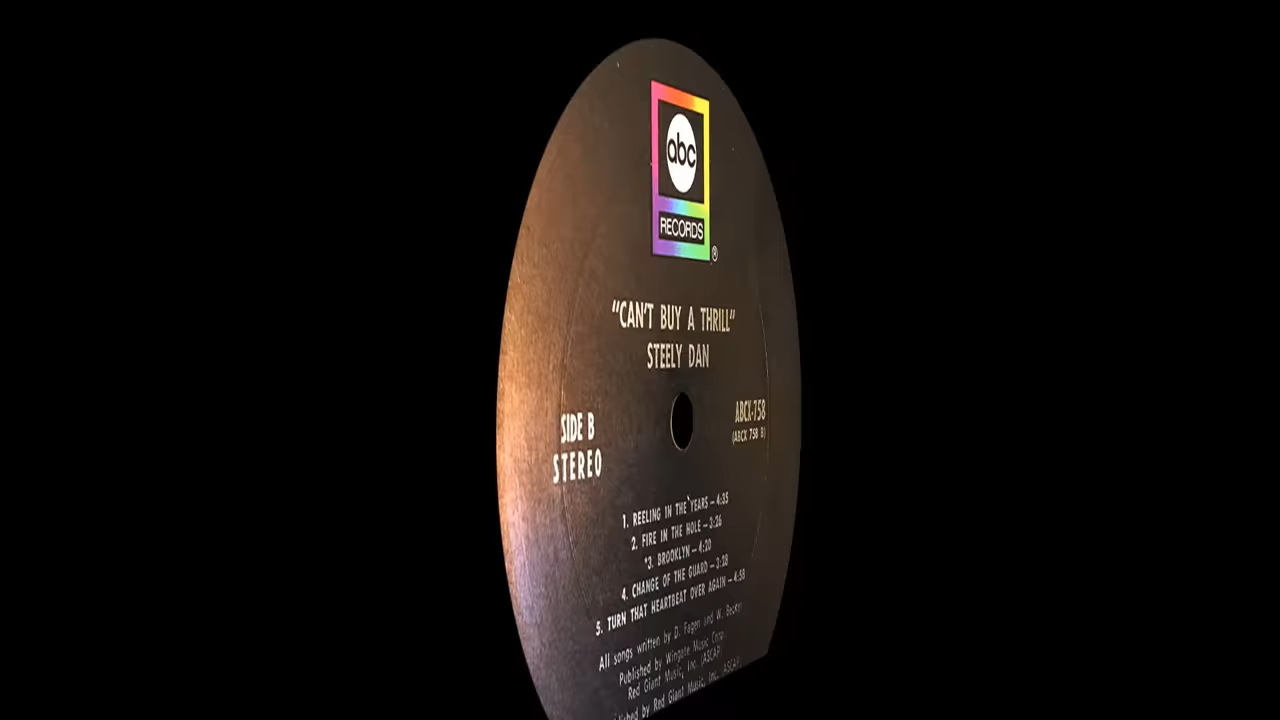 abc
RECORDS
®
"CAN'T BUY A THRILL"
STEELY DAN
SIDE B
STEREO
ABCX-758
(ABCX 758 B)
1. REELING IN THE YEARS – 4:35
2. FIRE IN THE HOLE – 3:26
*3. BROOKLYN – 4:20
4. CHANGE OF THE GUARD – 3:28
5. TURN THAT HEARTBEAT OVER AGAIN – 4:58
All songs written by D. Fagen and W. Becker
Published by Wingate Music Corp.
Red Giant Music, Inc. (ASCAP)
by Red Giant Music, Inc. (ASCAP)